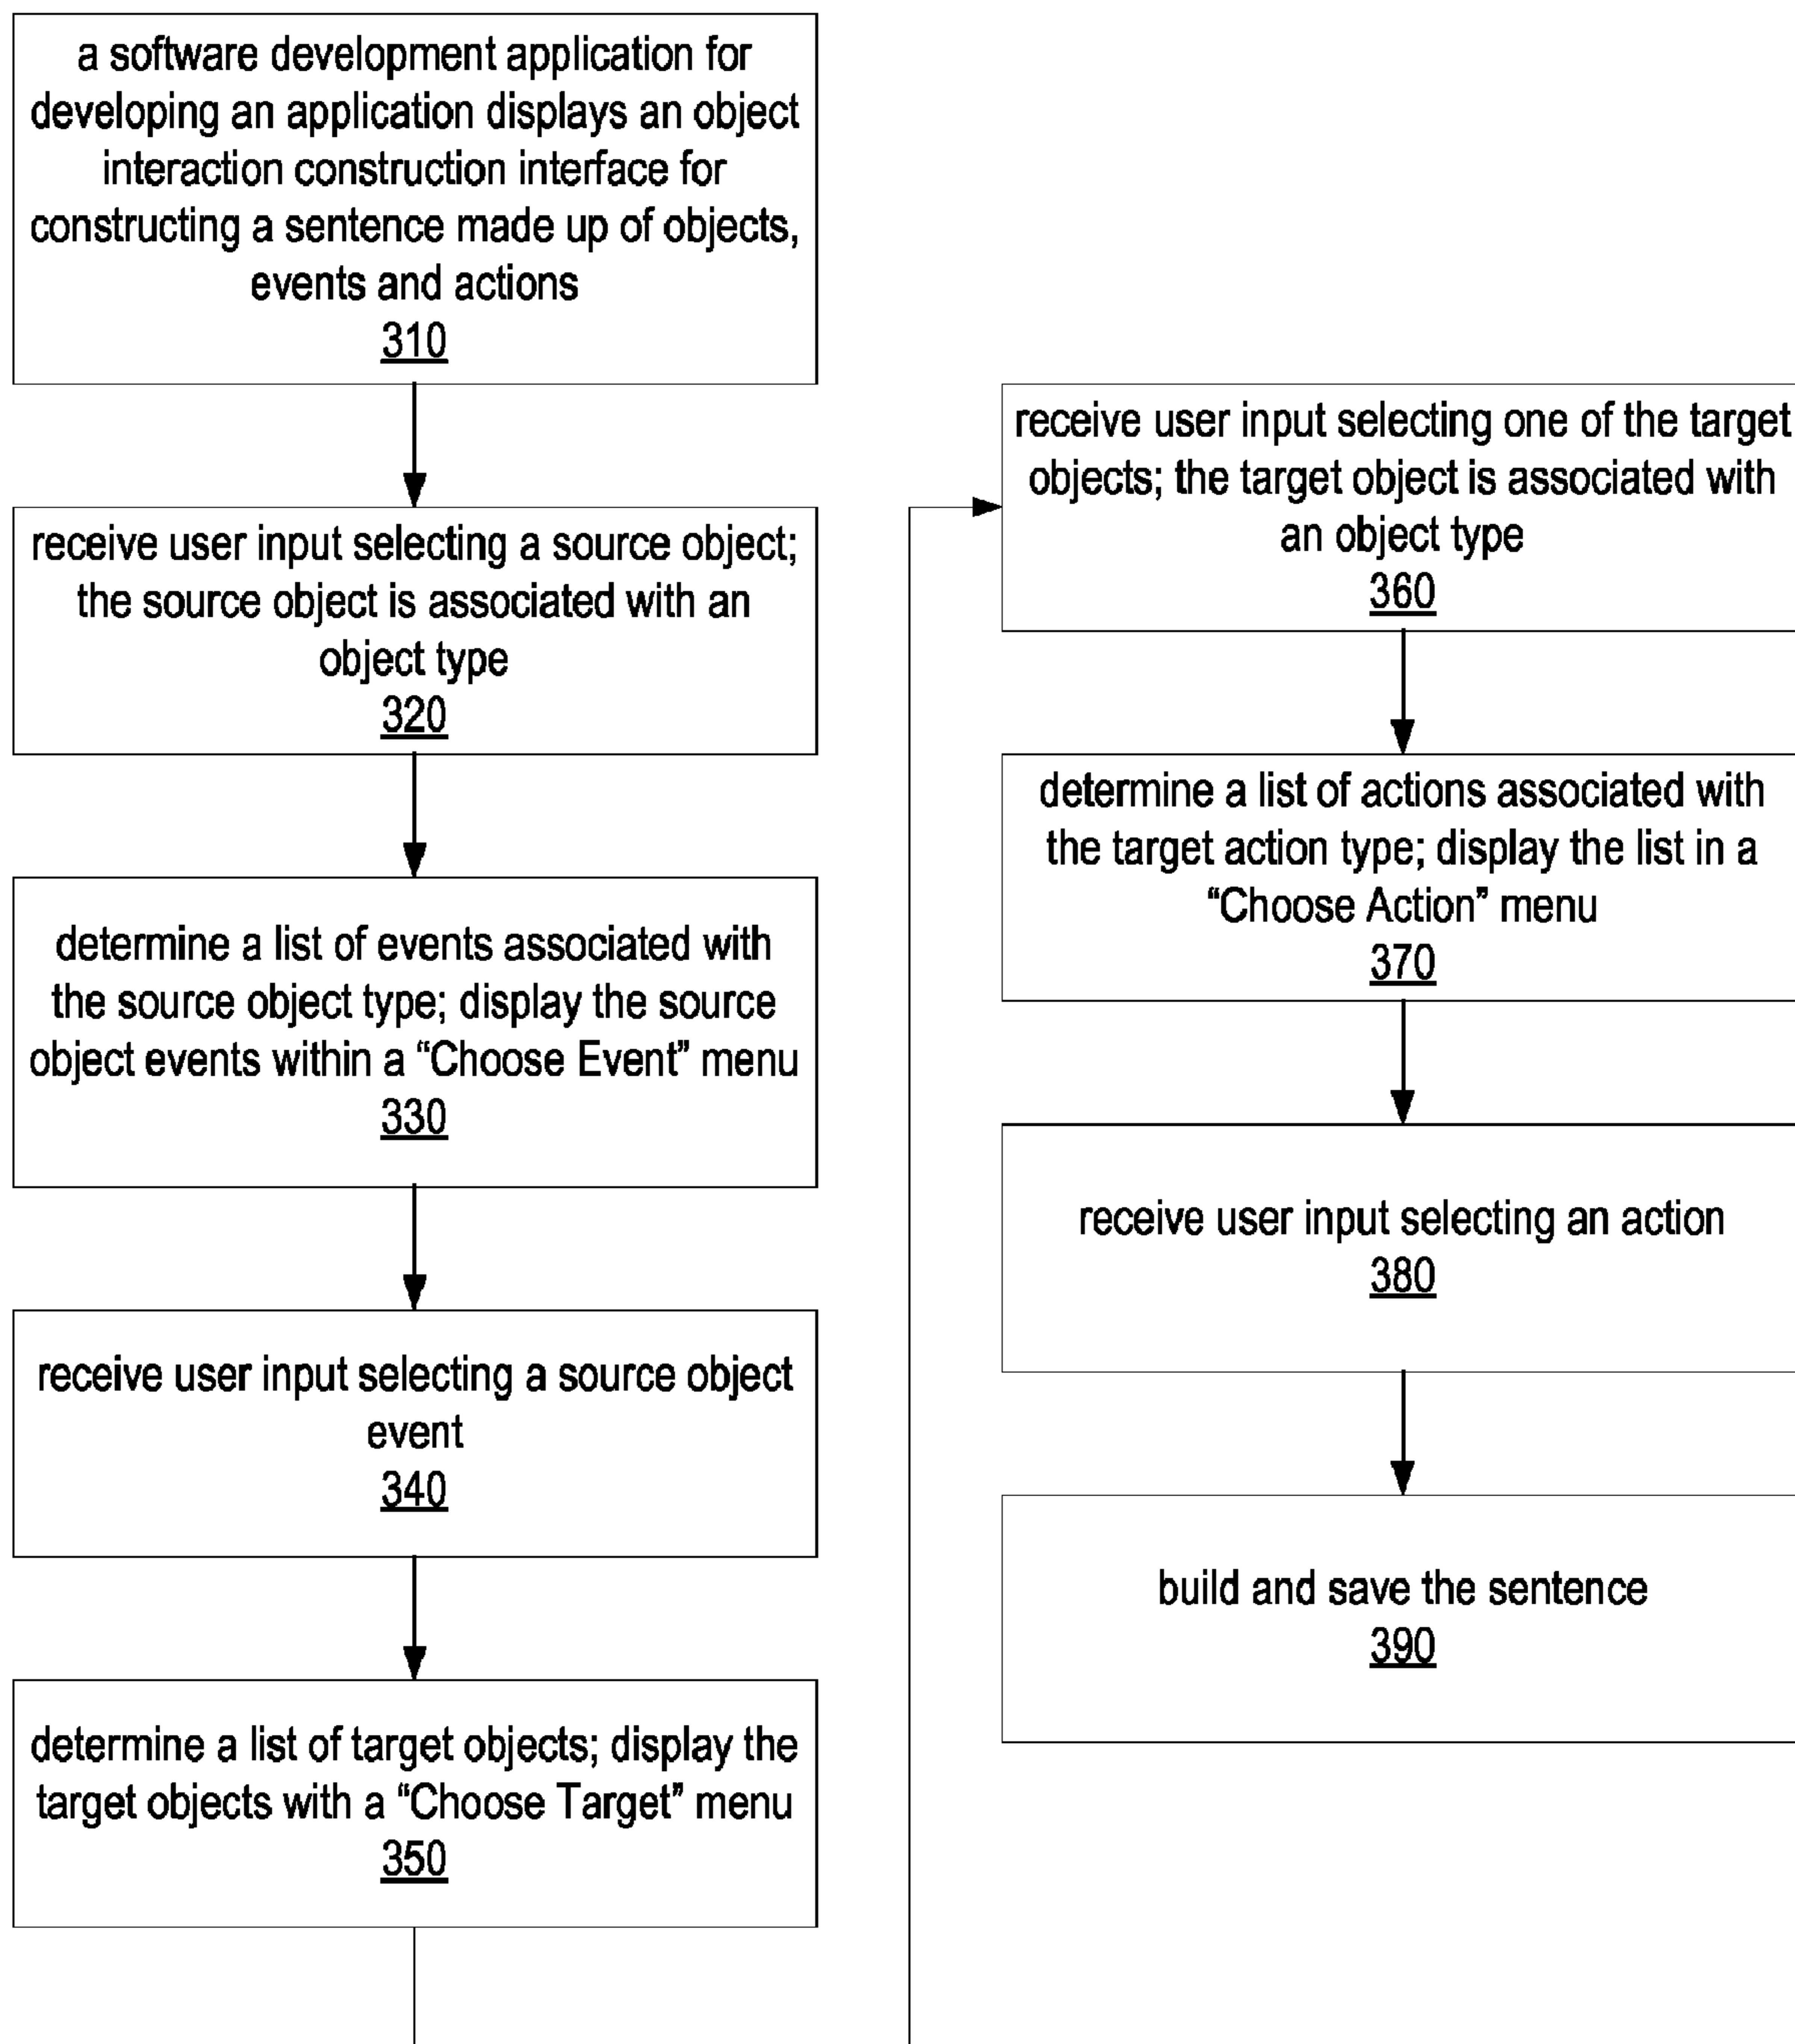 a software development application for
developing an application displays an object
interaction construction interface for
constructing a sentence made up of objects,
events and actions
310
receive user input selecting a source object;
the source object is associated with an
object type
320
determine a list of events associated with
the source object type; display the source
object events within a “Choose Event” menu
330
receive user input selecting a source object
event
340
determine a list of target objects; display the
target objects with a “Choose Target” menu
350
receive user input selecting one of the target
objects; the target object is associated with
an object type
360
determine a list of actions associated with
the target action type; display the list in a
“Choose Action” menu
370
receive user input selecting an action
380
build and save the sentence
390